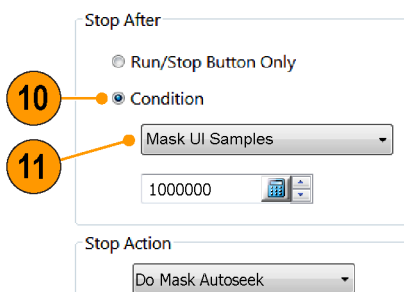 Stop After
Run/Stop Button Only
10
Condition
11
Mask UI Samples
1000000
Stop Action
Do Mask Autoseek